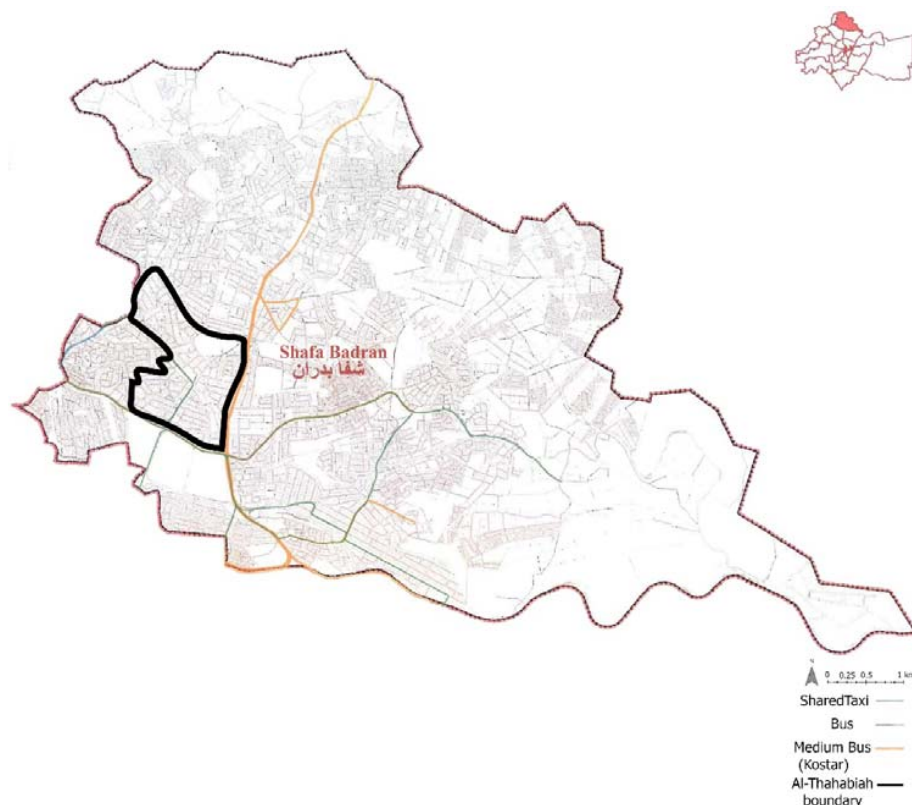 Shafa Badran
شفا بدران
N
0 0.25 0.5 1 km
SharedTaxi
Bus
Medium Bus
(Kostar)
Al-Thahabiah
boundary